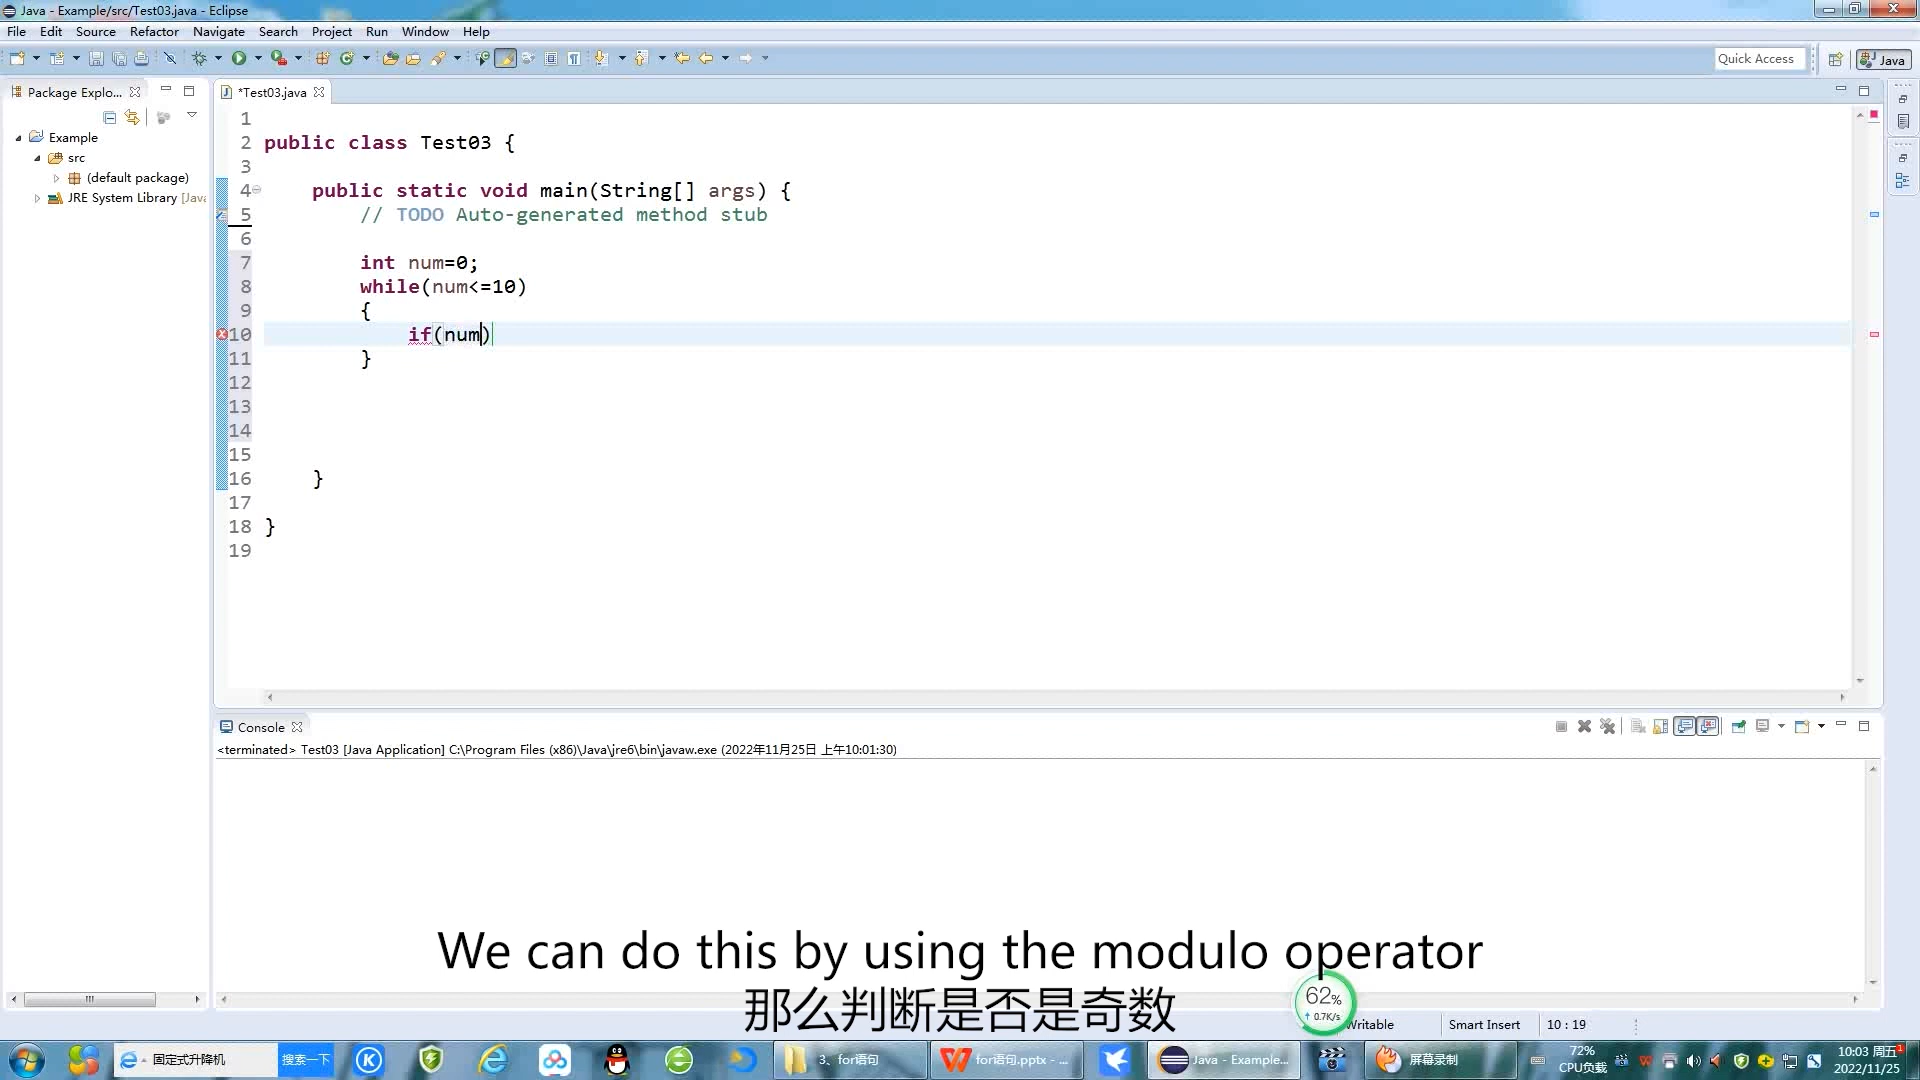 Java - Example/src/Test03.java - Eclipse
File Edit Source Refactor Navigate Search Project Run Window Help
Quick Access
Java
Package Explo...
*Test03.java
Example
src
(default package)
JRE System Library [Java
1
2 public class Test03 {
3
4 public static void main(String[] args) {
5 // TODO Auto-generated method stub
6
7 int num=0;
8 while(num<=10)
9 {
10 if(num)
11 }
12
13
14
15
16 }
17
18 }
19
Console
<terminated> Test03 [Java Application] C:\Program Files (x86)\Java\jre6\bin\javaw.exe (2022年11月25日 上午10:01:30)
We can do this by using the modulo operator
那么判断是否是奇数
62%
↑ 0.7K/s
Writable
Smart Insert
10 : 19
固定式升降机
搜索一下
3、for语句
for语句.pptx - ...
Java - Example...
屏幕录制
72%
CPU负载
10:03 周五
2022/11/25